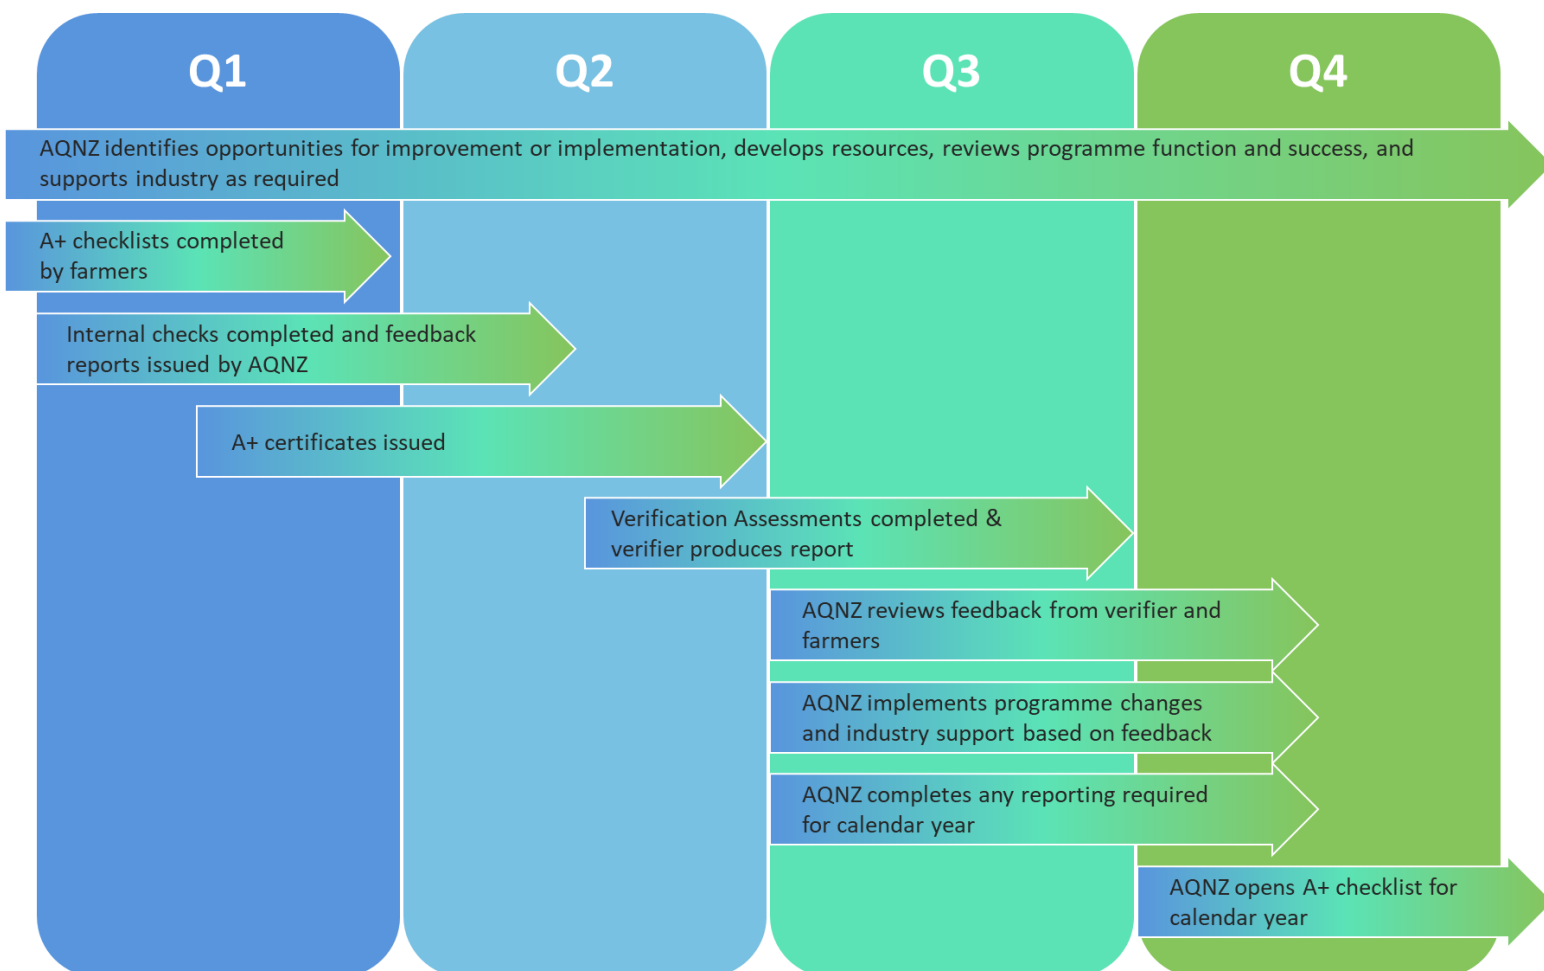 Q1
Q2
Q3
Q4
AQNZ identifies opportunities for improvement or implementation, develops resources, reviews programme function and success, and
supports industry as required
A+ checklists completed
by farmers
Internal checks completed and feedback
reports issued by AQNZ
A+ certificates issued
Verification Assessments completed &
verifier produces report
AQNZ reviews feedback from verifier and
farmers
AQNZ implements programme changes
and industry support based on feedback
AQNZ completes any reporting required
for calendar year
AQNZ opens A+ checklist for
calendar year